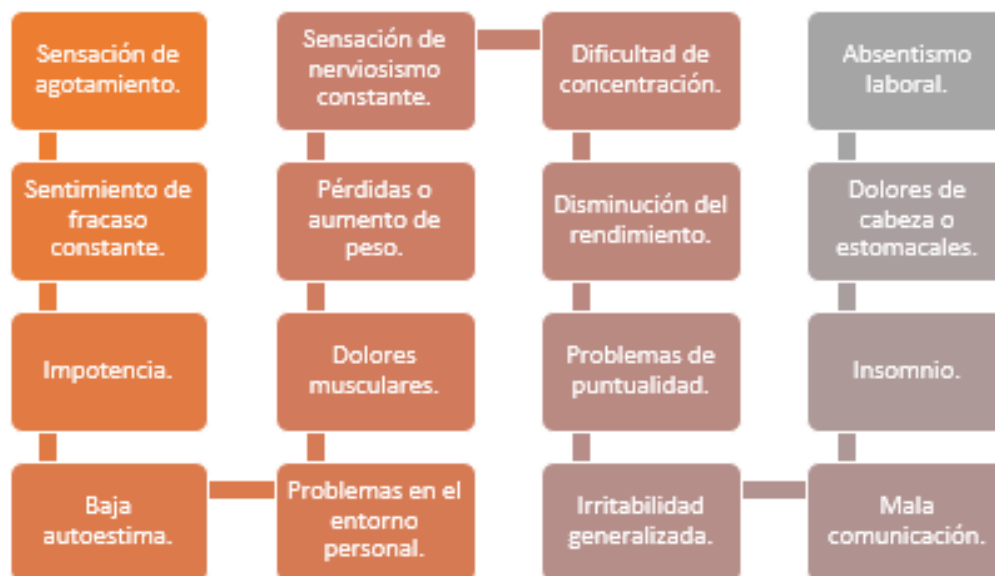 Sensación de
agotamiento.
Sentimiento de
fracaso
constante.
Impotencia.
Baja
autoestima.
Problemas en el
entorno
personal.
Dolores
musculares.
Pérdidas o
aumento de
peso.
Sensación de
nerviosismo
constante.
Dificultad de
concentración.
Disminución del
rendimiento.
Problemas de
puntualidad.
Irritabilidad
generalizada.
Mala
comunicación.
Insomnio.
Dolores de
cabeza o
estomacales.
Absentismo
laboral.